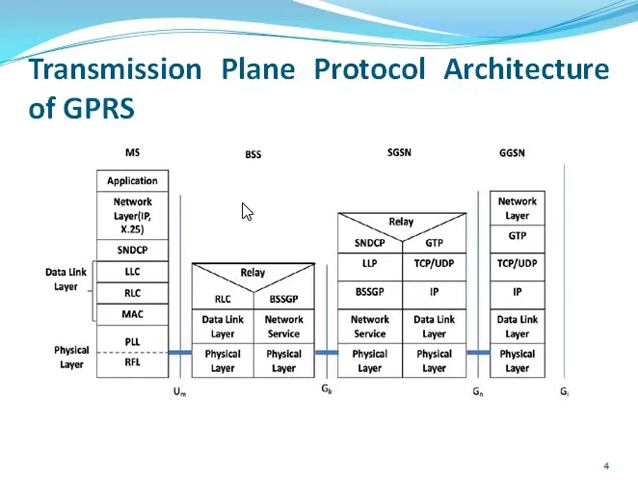 Transmission Plane Protocol Architecture
of GPRS
MS
BSS
SGSN
GGSN
Application
Network
Layer(IP,
X.25)
SNDCP
Data Link
Layer
LLC
RLC
MAC
Physical
Layer
PLL
RFL
Relay
RLC
BSSGP
Data Link
Layer
Network
Service
Physical
Layer
Physical
Layer
Relay
SNDCP
GTP
LLP
TCP/UDP
BSSGP
IP
Network
Service
Data Link
Layer
Physical
Layer
Physical
Layer
Network
Layer
GTP
TCP/UDP
IP
Data Link
Layer
Physical
Layer
Um
Gb
Gn
Gi
4